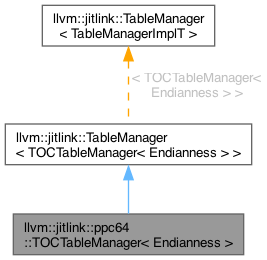 llvm::jitlink::TableManager
< TableManagerImplT >
< TOCTableManager<
Endianness > >
llvm::jitlink::TableManager
< TOCTableManager< Endianness > >
llvm::jitlink::ppc64
::TOCTableManager< Endianness >